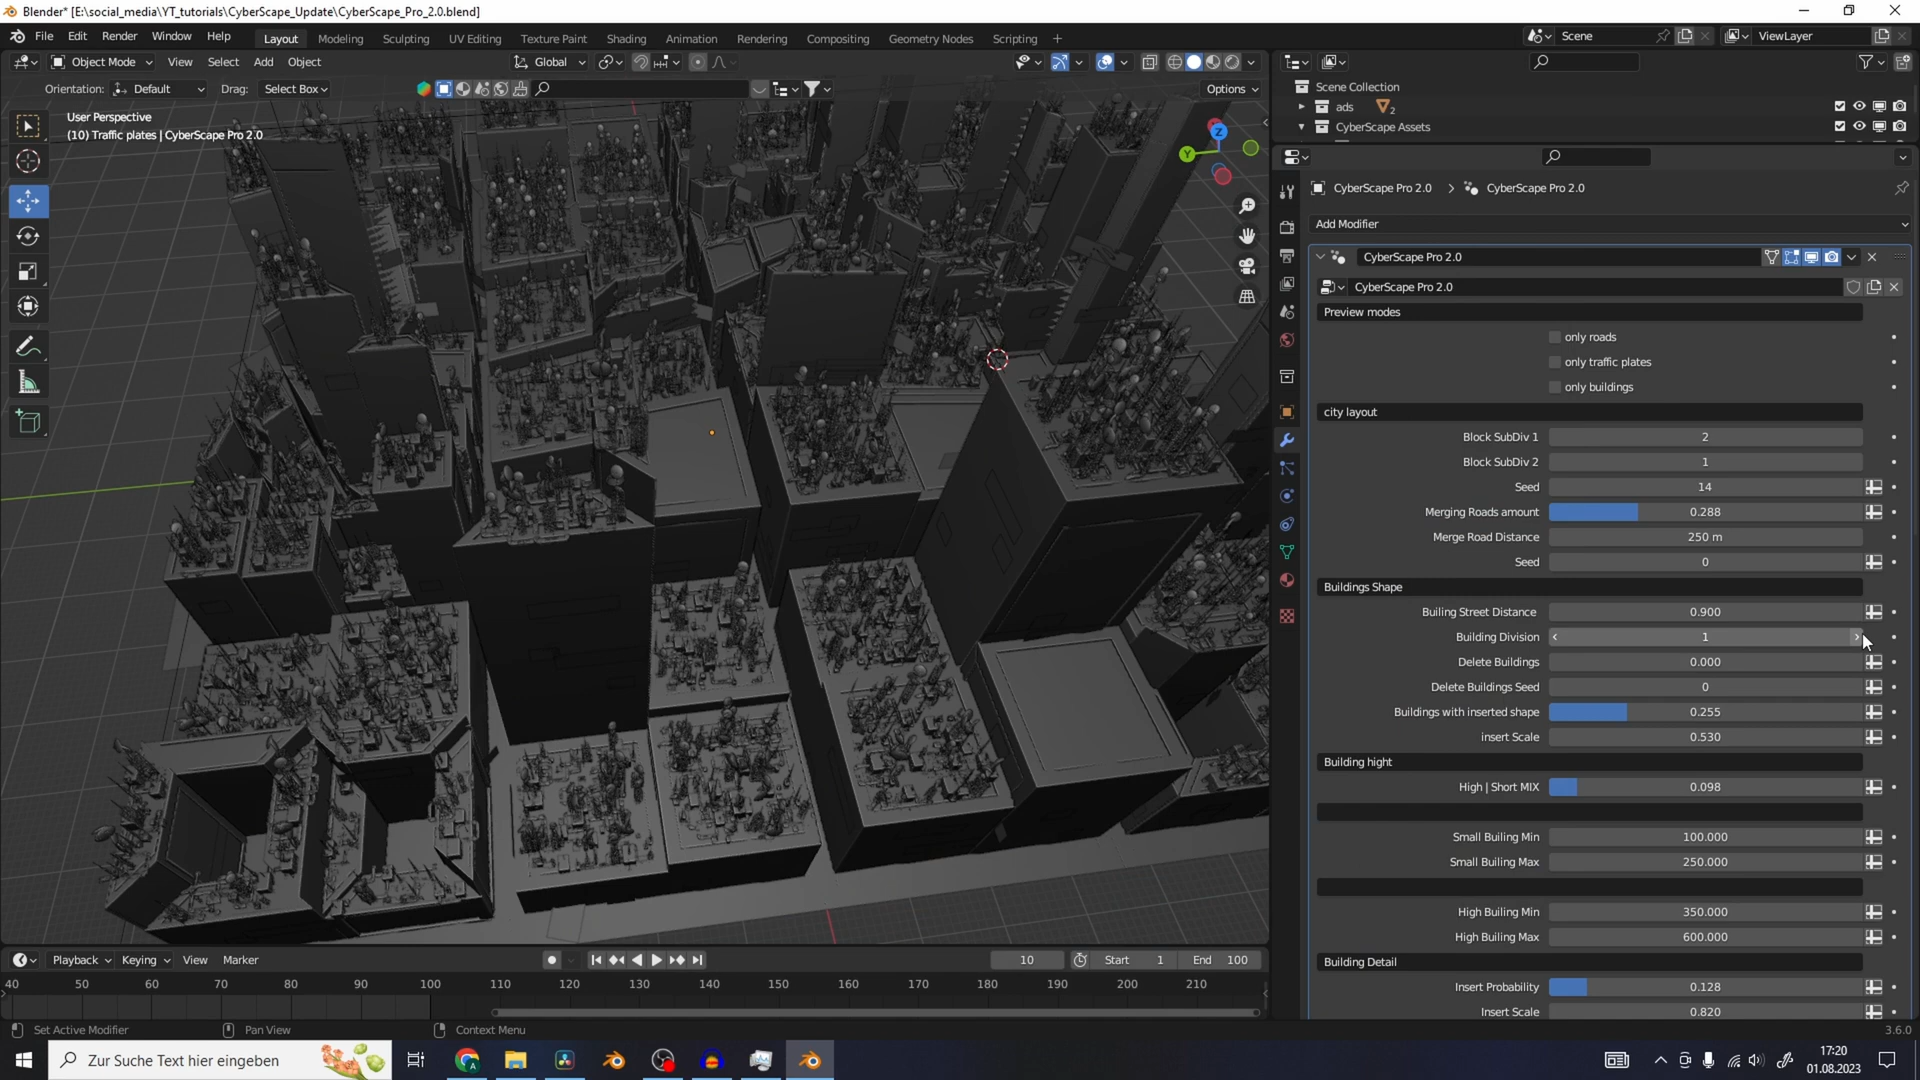 Blender* [E:\social_media\YT_tutorials\CyberScape_Update\CyberScape_Pro_2.0.blend]
File Edit Render Window Help Layout Modeling Sculpting UV Editing Texture Paint Shading Animation Rendering Compositing Geometry Nodes Scripting + Scene ViewLayer
Object Mode View Select Add Object Global
Orientation: Default Drag: Select Box Options
User Perspective
(10) Traffic plates | CyberScape Pro 2.0
Z
Y
Scene Collection
ads 2
CyberScape Assets
CyberScape Pro 2.0 > CyberScape Pro 2.0
Add Modifier
CyberScape Pro 2.0
CyberScape Pro 2.0
Preview modes
only roads
only traffic plates
only buildings
city layout
Block SubDiv 1 2
Block SubDiv 2 1
Seed 14
Merging Roads amount 0.288
Merge Road Distance 250 m
Seed 0
Buildings Shape
Builing Street Distance 0.900
Building Division 1
Delete Buildings 0.000
Delete Buildings Seed 0
Buildings with inserted shape 0.255
insert Scale 0.530
Building hight
High | Short MIX 0.098
Small Builing Min 100.000
Small Builing Max 250.000
High Builing Min 350.000
High Builing Max 600.000
Building Detail
Insert Probability 0.128
Insert Scale 0.820
Playback Keying View Marker 10 Start 1 End 100
40 50 60 70 80 90 100 110 120 130 140 150 160 170 180 190 200 210
Set Active Modifier Pan View Context Menu 3.6.0
Zur Suche Text hier eingeben
17:20
01.08.2023